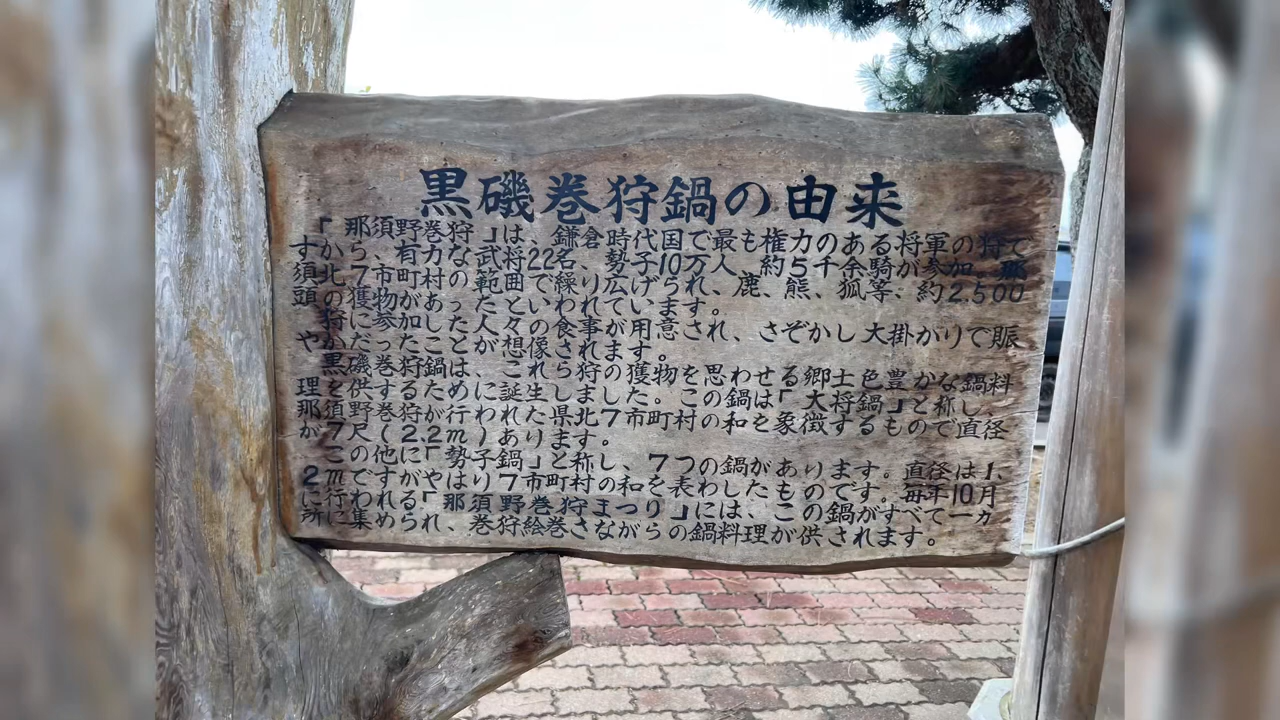 黒磯巻狩鍋の由来
「那須野巻狩」は、鎌倉時代国で最も権力のある将軍の狩で
すから、有力な武将22名、勢子10万人、約5千余騎が参加、那
須北7市町村の範囲で繰り広げられ、鹿、熊、狐等、約2.500
頭の獲物があったといわれています。
狩に参加した人々の食事が用意され、さぞかし大掛かりで賑
やかだったことが想像されます。
黒磯巻狩鍋は、これら狩の獲物を思わせる郷土色豊かな鍋料
理を供するために誕生しました。この鍋は「大将鍋」と称し、
那須野巻狩が行われた県北7市町村の和を象徴するもので直径
が7尺(2.2m)あります。
この他に「勢子鍋」と称し、7つの鍋があります。直径は1、
2mですがやはり7市町村の和を表わしたものです。毎年10月
に行われる「那須野巻狩まつり」には、この鍋がすべて一ヵ
所に集められ、巻狩絵巻さながらの鍋料理が供されます。